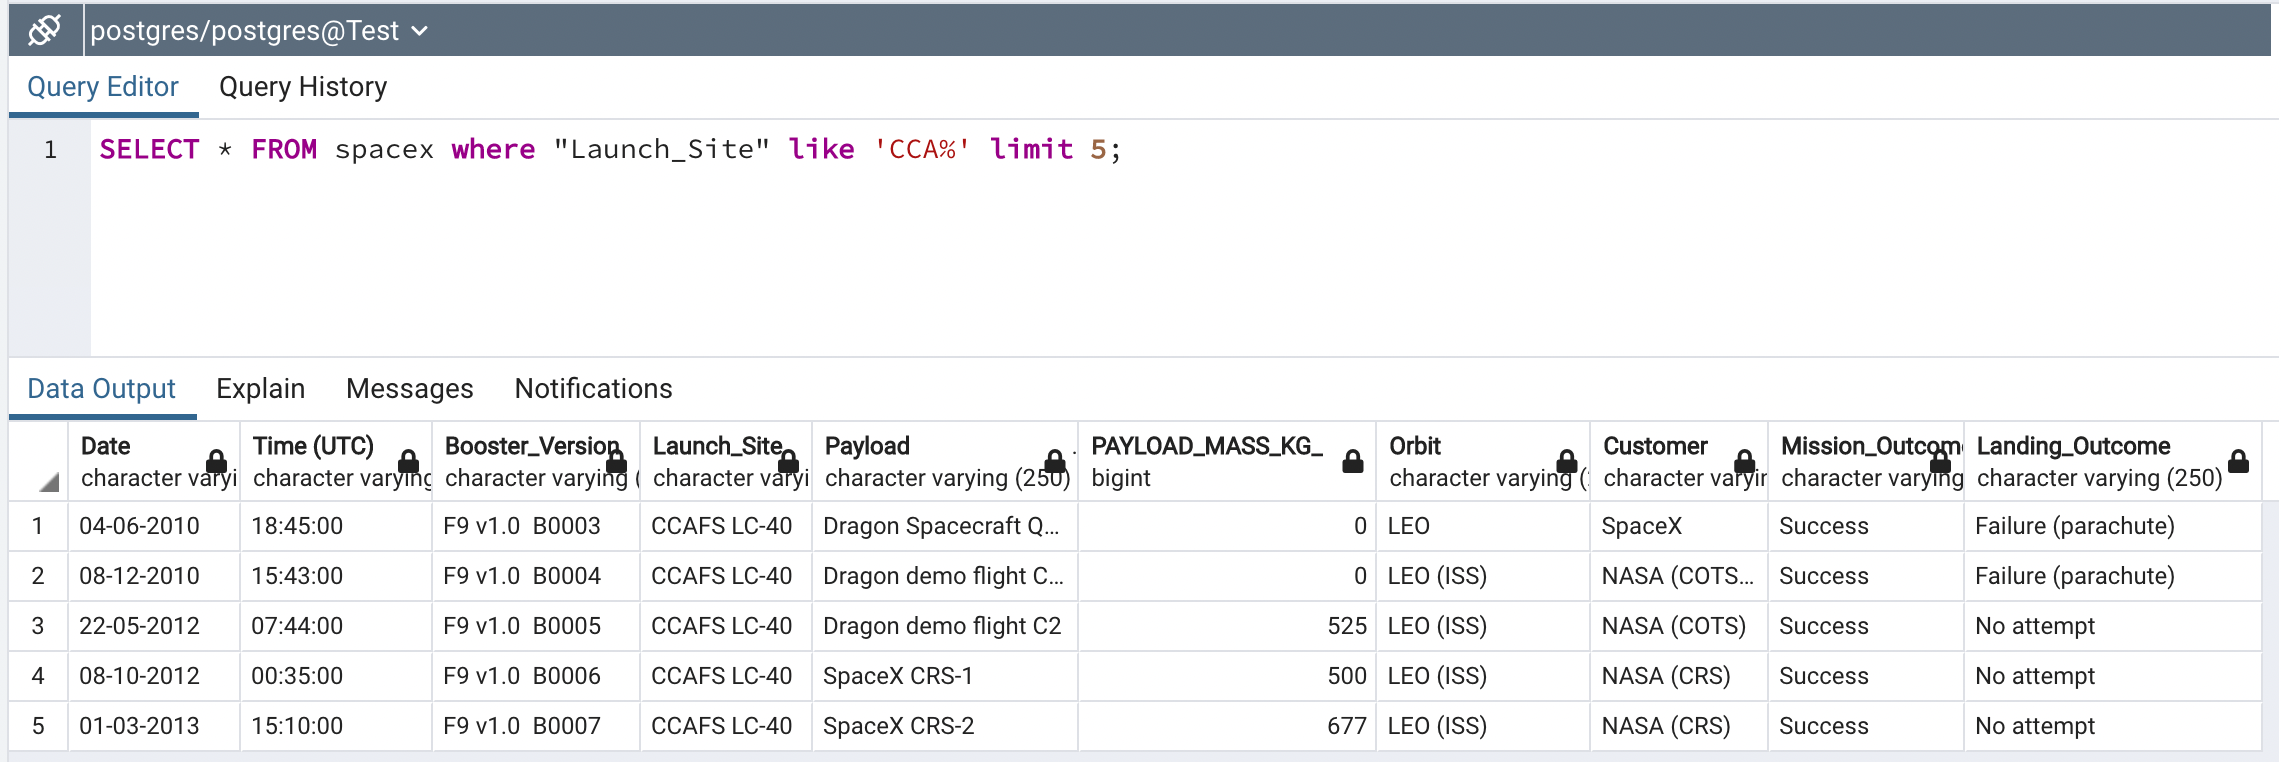 postgres/postgres@Test
Query Editor Query History
1 SELECT * FROM spacex where "Launch_Site" like 'CCA%' limit 5;
Data Output Explain Messages Notifications
Date Time (UTC) Booster_Version Launch_Site Payload PAYLOAD_MASS_KG_ Orbit Customer Mission_Outcome Landing_Outcome
character varyi character varying character varying ( character varyi character varying (250) bigint character varying ( character varyin character varying character varying (250)
1 04-06-2010 18:45:00 F9 v1.0 B0003 CCAFS LC-40 Dragon Spacecraft Q... 0 LEO SpaceX Success Failure (parachute)
2 08-12-2010 15:43:00 F9 v1.0 B0004 CCAFS LC-40 Dragon demo flight C... 0 LEO (ISS) NASA (COTS... Success Failure (parachute)
3 22-05-2012 07:44:00 F9 v1.0 B0005 CCAFS LC-40 Dragon demo flight C2 525 LEO (ISS) NASA (COTS) Success No attempt
4 08-10-2012 00:35:00 F9 v1.0 B0006 CCAFS LC-40 SpaceX CRS-1 500 LEO (ISS) NASA (CRS) Success No attempt
5 01-03-2013 15:10:00 F9 v1.0 B0007 CCAFS LC-40 SpaceX CRS-2 677 LEO (ISS) NASA (CRS) Success No attempt